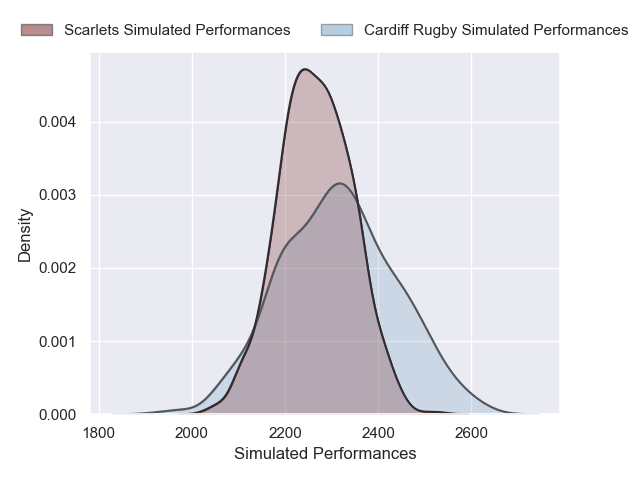 Scarlets Simulated Performances
Cardiff Rugby Simulated Performances
0.004
0.003
0.002
0.001
0.000
Density
1800
2000
2200
2400
2600
Simulated Performances